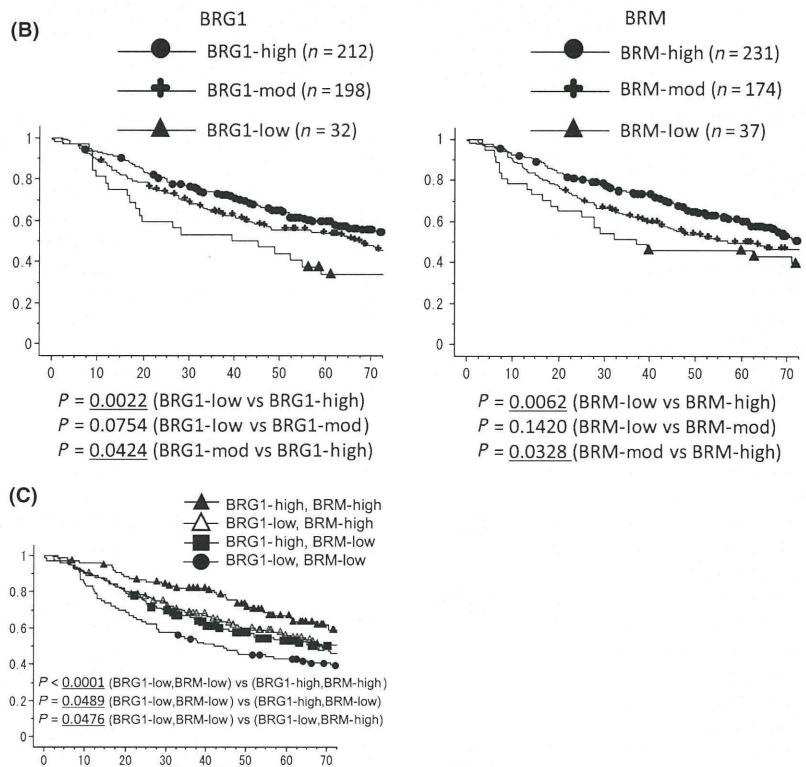 (B)
BRG1
BRG1-high (n = 212)
BRG1-mod (n = 198)
BRG1-low (n = 32)
1
0.8
0.6
0.4
0.2
0
0 10 20 30 40 50 60 70
P = 0.0022 (BRG1-low vs BRG1-high)
P = 0.0754 (BRG1-low vs BRG1-mod)
P = 0.0424 (BRG1-mod vs BRG1-high)
BRM
BRM-high (n = 231)
BRM-mod (n = 174)
BRM-low (n = 37)
1
0.8
0.6
0.4
0.2
0
0 10 20 30 40 50 60 70
P = 0.0062 (BRM-low vs BRM-high)
P = 0.1420 (BRM-low vs BRM-mod)
P = 0.0328 (BRM-mod vs BRM-high)
(C)
BRG1-high, BRM-high
BRG1-low, BRM-high
BRG1-high, BRM-low
BRG1-low, BRM-low
1
0.8
0.6
0.4
0.2
0
P < 0.0001 (BRG1-low,BRM-low) vs (BRG1-high,BRM-high)
P = 0.0489 (BRG1-low,BRM-low) vs (BRG1-high,BRM-low)
P = 0.0476 (BRG1-low,BRM-low) vs (BRG1-low,BRM-high)
0 10 20 30 40 50 60 70